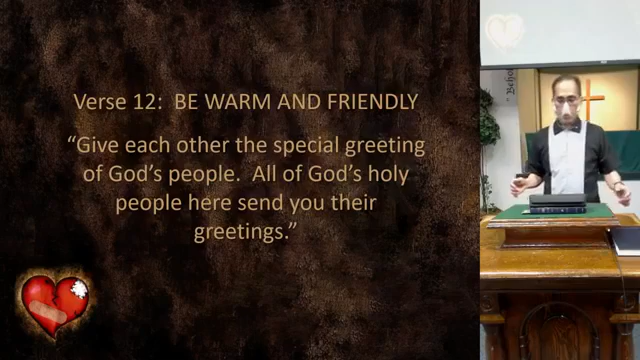 Verse 12:  BE WARM AND FRIENDLY
“Give each other the special greeting
of God’s people.  All of God’s holy
people here send you their
greetings.”
"Behol